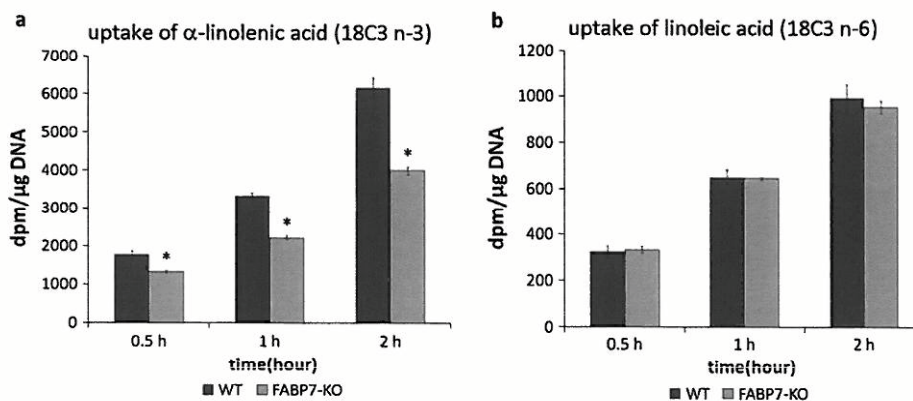 a
uptake of α-linolenic acid (18C3 n-3)
dpm/µg DNA
7000
6000
5000
4000
3000
2000
1000
0
*
*
*
0.5 h
1 h
2 h
time(hour)
WT
FABP7-KO
b
uptake of linoleic acid (18C3 n-6)
dpm/µg DNA
1200
1000
800
600
400
200
0
0.5 h
1 h
2 h
time(hour)
WT
FABP7-KO